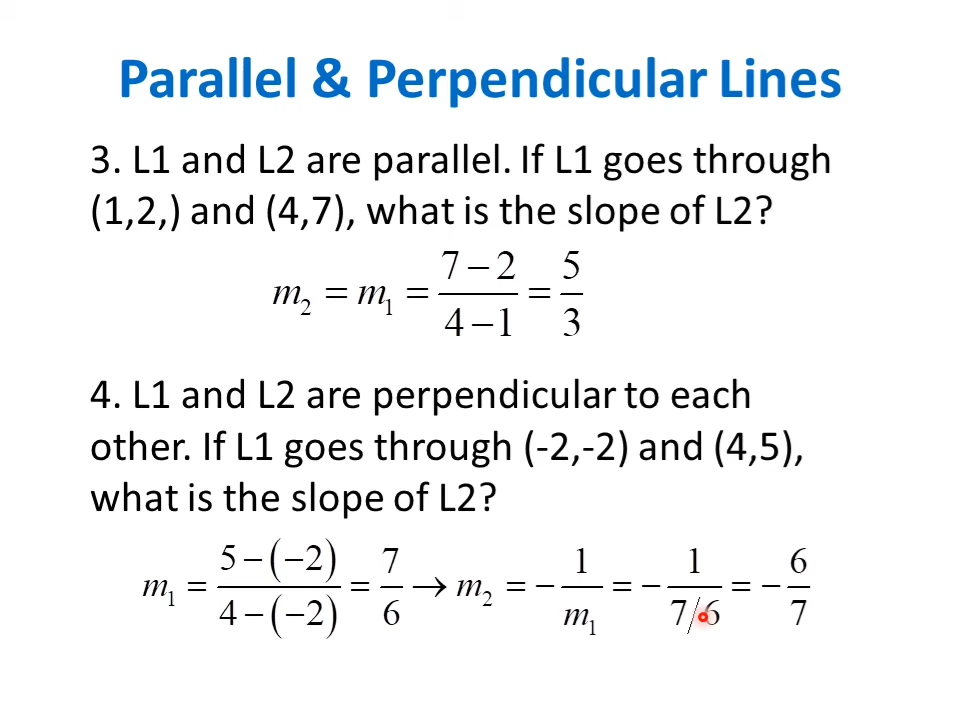 Parallel & Perpendicular Lines
3. L1 and L2 are parallel. If L1 goes through
(1,2,) and (4,7), what is the slope of L2?
m₂ = m₁ = (7 − 2)/(4 − 1) = 5/3
4. L1 and L2 are perpendicular to each
other. If L1 goes through (-2,-2) and (4,5),
what is the slope of L2?
m₁ = (5 − (−2))/(4 − (−2)) = 7/6 → m₂ = − 1/m₁ = − 1/(7/6) = − 6/7